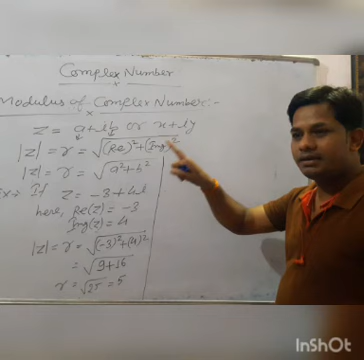 Complex Number
Modulus of Complex Number:-
z = a+ib or x+iy
|z| = r = √(Re)²+(Img)²
|z| = r = √a²+b²
Ex:- If z = -3+4i
here, Re(z) = -3
Img(z) = 4
|z| = r = √(-3)²+(4)²
= √9+16
r = √25 = 5
KINEMASTER